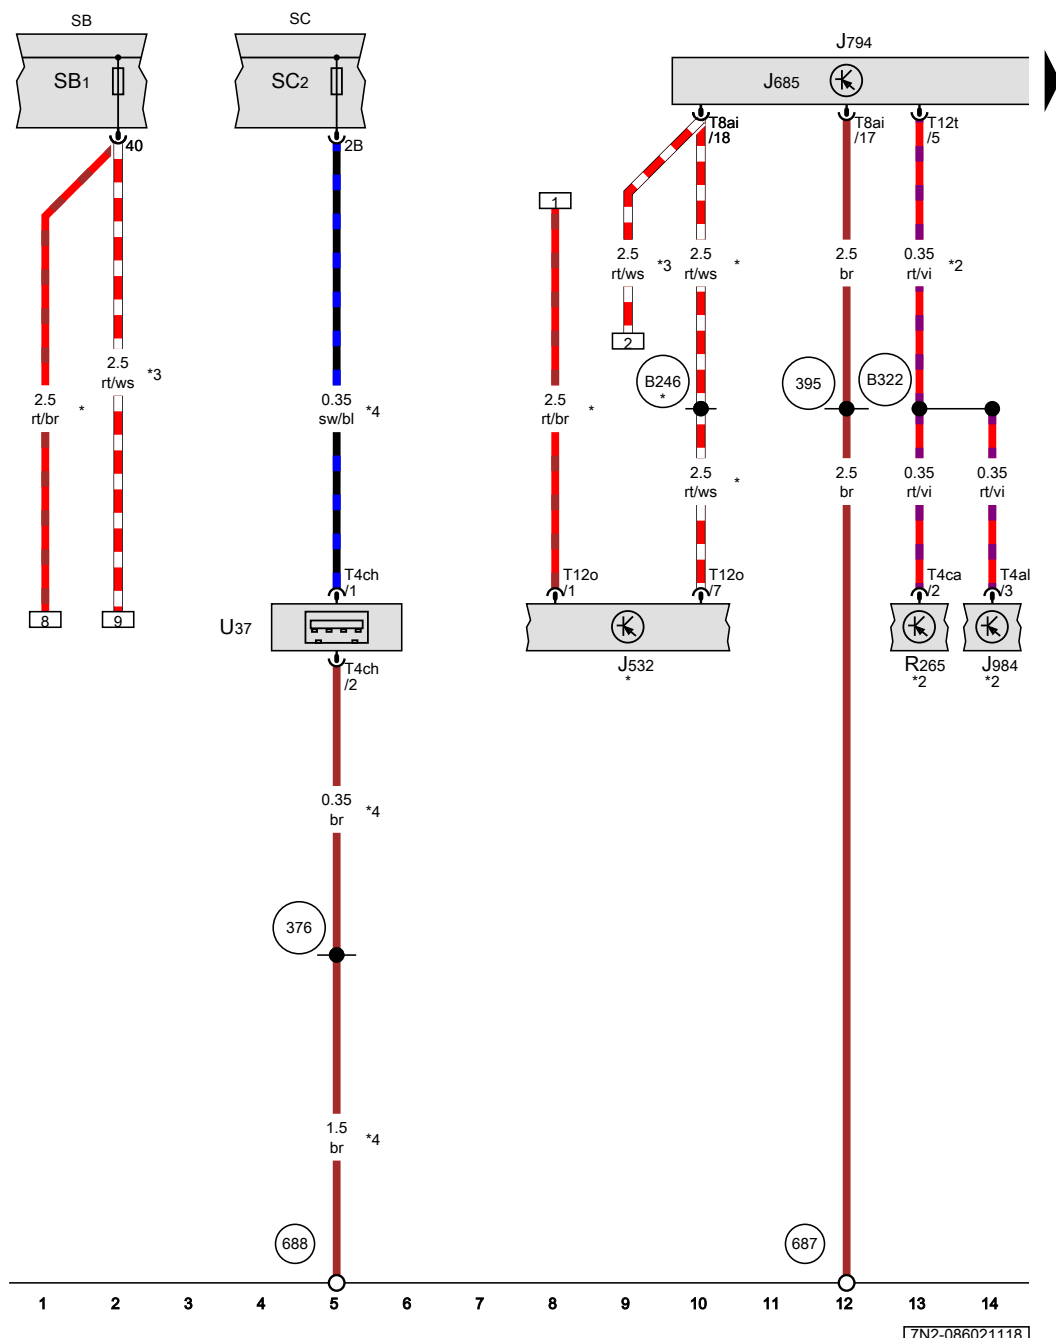 SB
SC
J794
SB1
SC2
J685
40
2B
T8ai
/18
T8ai
/17
T12t
/5
1
2.5
rt/ws
*3
2.5
rt/ws
*
2.5
br
0.35
rt/vi
*2
2
2.5
rt/ws
*3
2.5
rt/br
*
0.35
sw/bl
*4
2.5
rt/br
*
B246
*
395
B322
2.5
rt/ws
*
2.5
br
0.35
rt/vi
0.35
rt/vi
T4ch
/1
T12o
/1
T12o
/7
T4ca
/2
T4al
/3
8
9
U37
J532
*
R265
*2
J984
*2
T4ch
/2
0.35
br
*4
376
1.5
br
*4
688
687
1 2 3 4 5 6 7 8 9 10 11 12 13 14
7N2-086021118